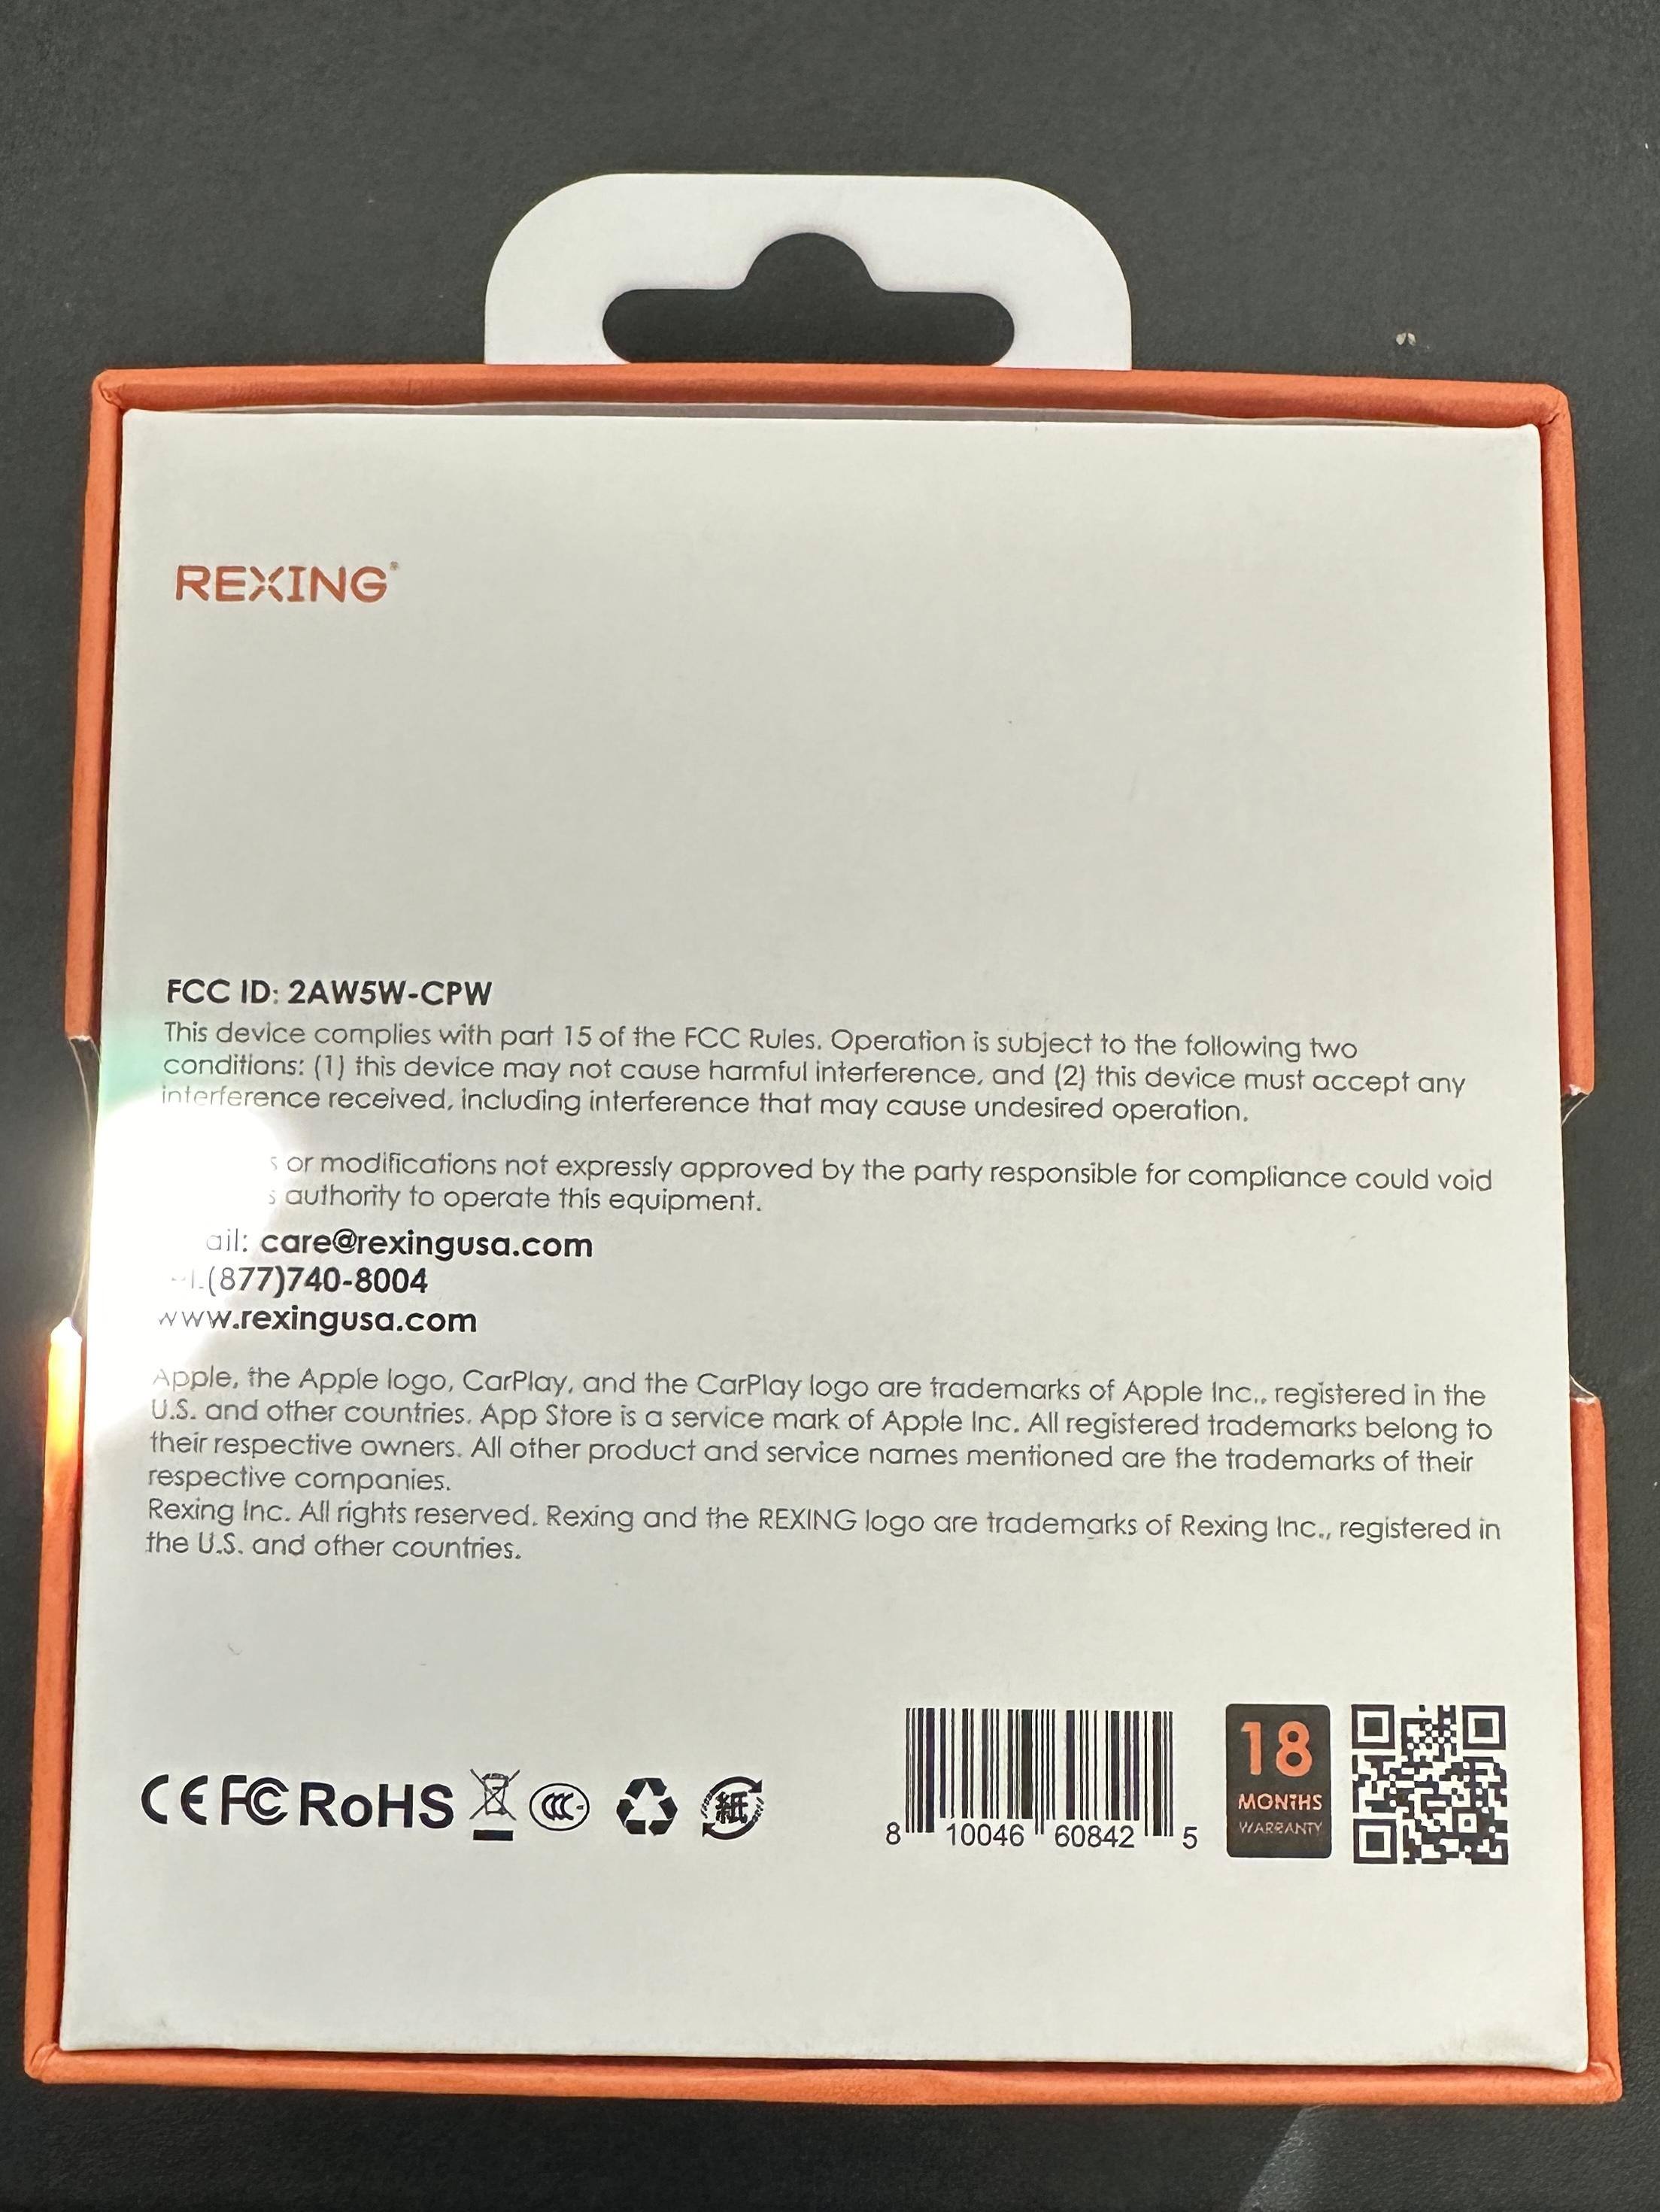 REXING®
FCC ID: 2AW5W-CPW
This device complies with part 15 of the FCC Rules. Operation is subject to the following two
conditions: (1) this device may not cause harmful interference, and (2) this device must accept any
interference received, including interference that may cause undesired operation.
or modifications not expressly approved by the party responsible for compliance could void
authority to operate this equipment.
care@rexingusa.com
(877)740-8004
www.rexingusa.com
Apple, the Apple logo, CarPlay, and the CarPlay logo are trademarks of Apple Inc., registered in the
U.S. and other countries. App Store is a service mark of Apple Inc. All registered trademarks belong to
their respective owners. All other product and service names mentioned are the trademarks of their
respective companies.
Rexing Inc. All rights reserved. Rexing and the REXING logo are trademarks of Rexing Inc., registered in
the U.S. and other countries.
CE FC RoHS CCC 紙
8 10046 60842 5
18
MONTHS
WARRANTY